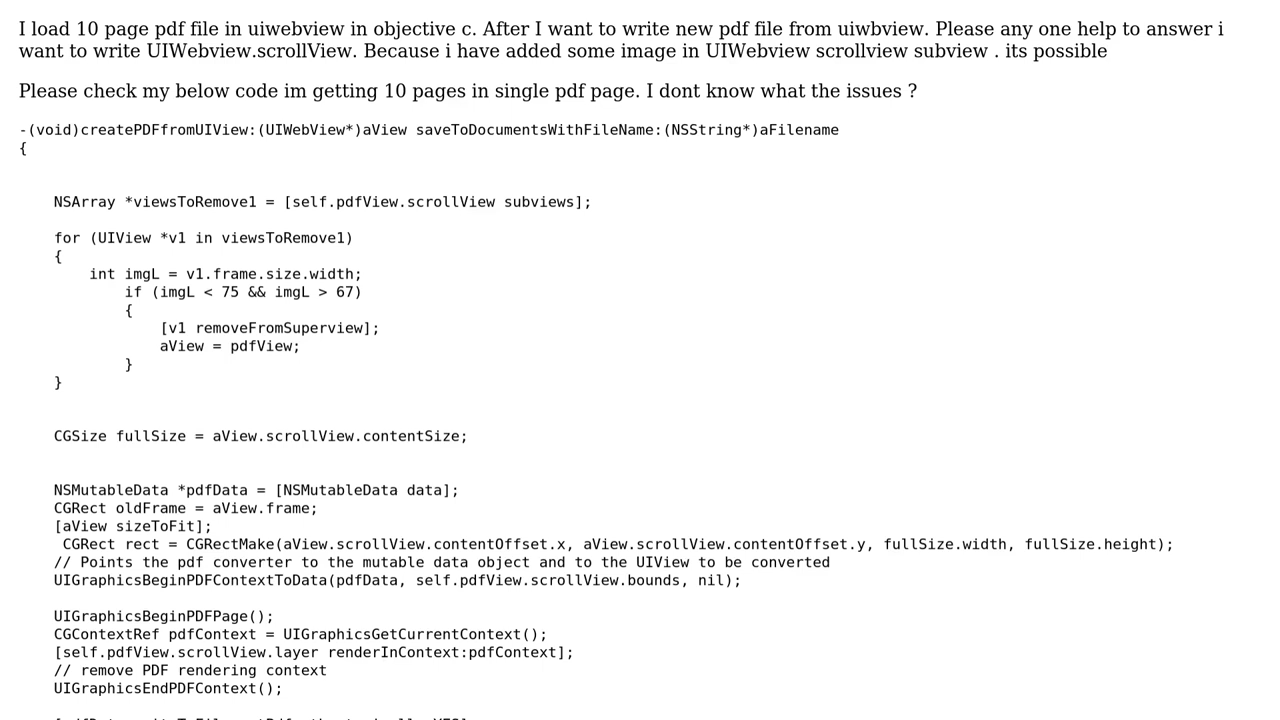 I load 10 page pdf file in uiwebview in objective c. After I want to write new pdf file from uiwbview. Please any one help to answer i
want to write UIWebview.scrollView. Because i have added some image in UIWebview scrollview subview . its possible
Please check my below code im getting 10 pages in single pdf page. I dont know what the issues ?
-(void)createPDFfromUIView:(UIWebView*)aView saveToDocumentsWithFileName:(NSString*)aFilename
{
    NSArray *viewsToRemove1 = [self.pdfView.scrollView subviews];
    for (UIView *v1 in viewsToRemove1)
    {
        int imgL = v1.frame.size.width;
            if (imgL < 75 && imgL > 67)
            {
                [v1 removeFromSuperview];
                aView = pdfView;
            }
    }
    CGSize fullSize = aView.scrollView.contentSize;
    NSMutableData *pdfData = [NSMutableData data];
    CGRect oldFrame = aView.frame;
    [aView sizeToFit];
     CGRect rect = CGRectMake(aView.scrollView.contentOffset.x, aView.scrollView.contentOffset.y, fullSize.width, fullSize.height);
    // Points the pdf converter to the mutable data object and to the UIView to be converted
    UIGraphicsBeginPDFContextToData(pdfData, self.pdfView.scrollView.bounds, nil);
    UIGraphicsBeginPDFPage();
    CGContextRef pdfContext = UIGraphicsGetCurrentContext();
    [self.pdfView.scrollView.layer renderInContext:pdfContext];
    // remove PDF rendering context
    UIGraphicsEndPDFContext();